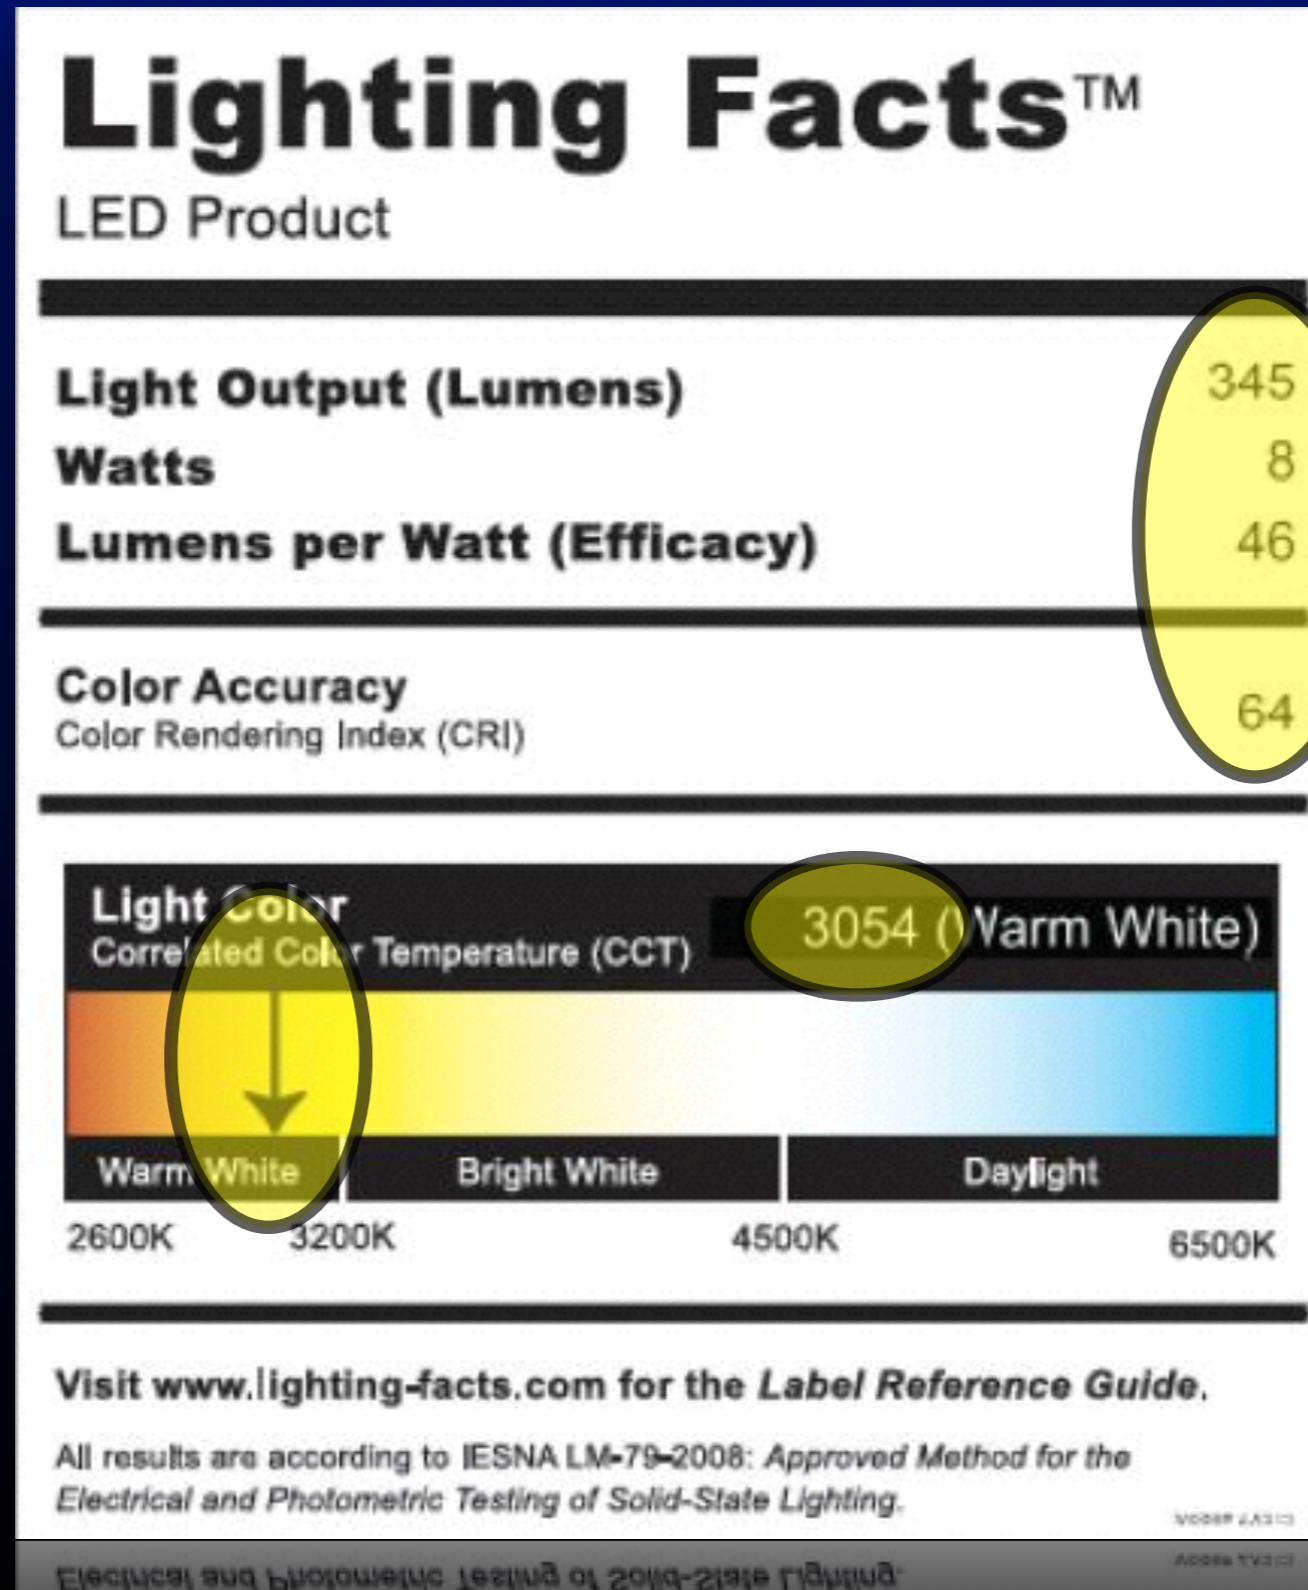 Lighting Facts™
LED Product
Light Output (Lumens) 345
Watts 8
Lumens per Watt (Efficacy) 46
Color Accuracy
Color Rendering Index (CRI) 64
Light Color
Correlated Color Temperature (CCT) 3054 (Warm White)
Warm White Bright White Daylight
2600K 3200K 4500K 6500K
Visit www.lighting-facts.com for the Label Reference Guide.
All results are according to IESNA LM-79-2008: Approved Method for the
Electrical and Photometric Testing of Solid-State Lighting.